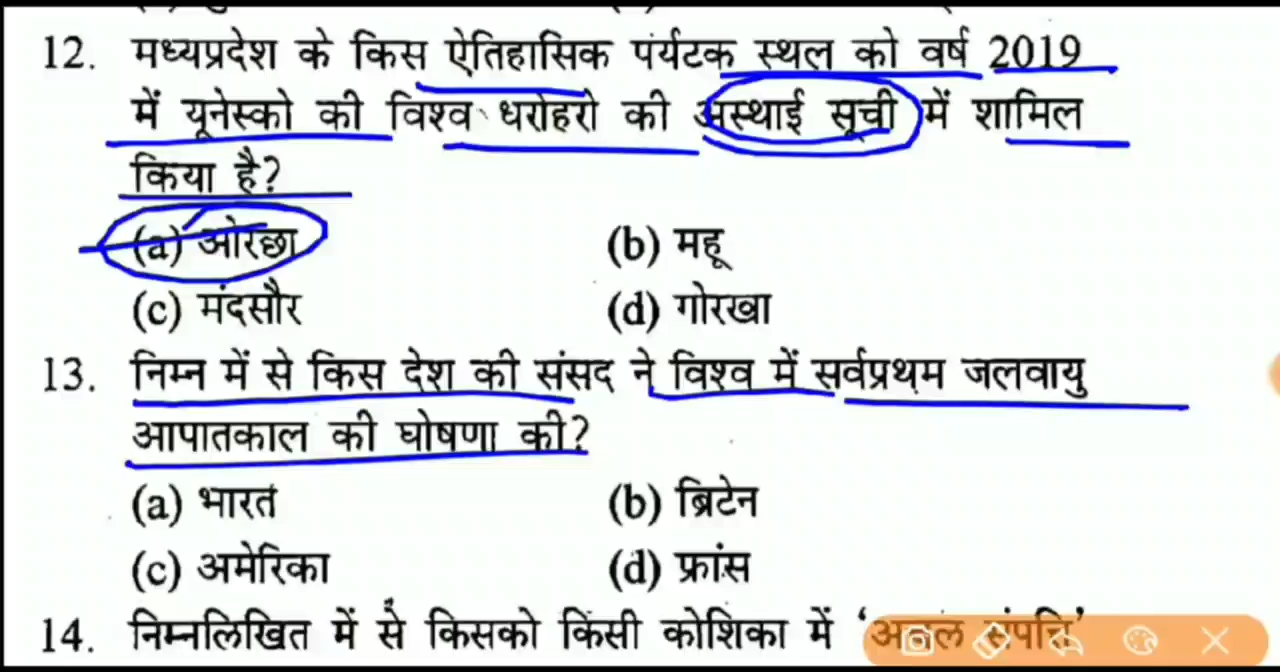 12. मध्यप्रदेश के किस ऐतिहासिक पर्यटक स्थल को वर्ष 2019
में यूनेस्को की विश्व धरोहरो की अस्थाई सूची में शामिल
किया है?
(a) ओरछा (b) महू
(c) मंदसौर (d) गोरखा
13. निम्न में से किस देश की संसद ने विश्व में सर्वप्रथम जलवायु
आपातकाल की घोषणा की?
(a) भारत (b) ब्रिटेन
(c) अमेरिका (d) फ्रांस
14. निम्नलिखित में से किसको किसी कोशिका में